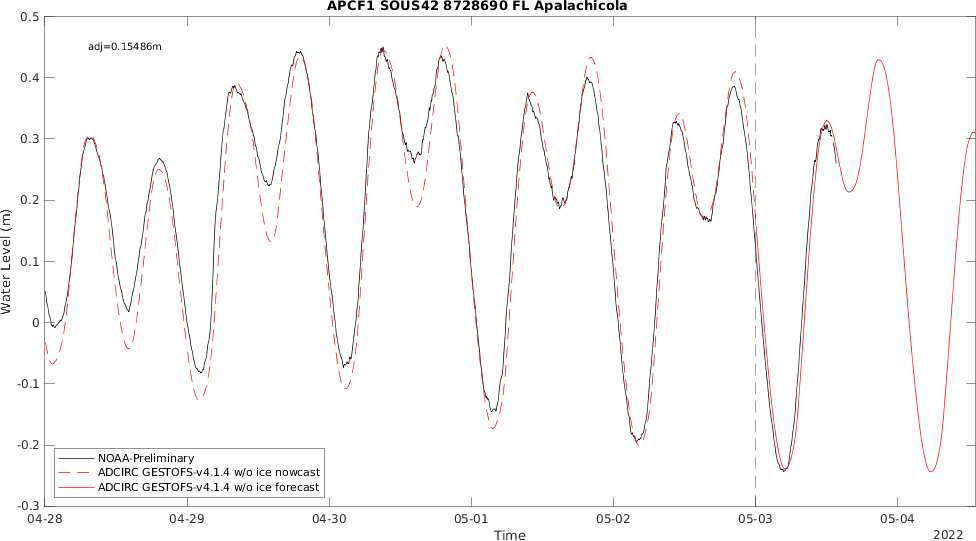 APCF1 SOUS42 8728690 FL Apalachicola
adj=0.15486m
0.5
0.4
0.3
0.2
0.1
0
-0.1
-0.2
-0.3
Water Level (m)
NOAA-Preliminary
ADCIRC GESTOFS-v4.1.4 w/o ice nowcast
ADCIRC GESTOFS-v4.1.4 w/o ice forecast
04-28 04-29 04-30 05-01 05-02 05-03 05-04
Time
2022